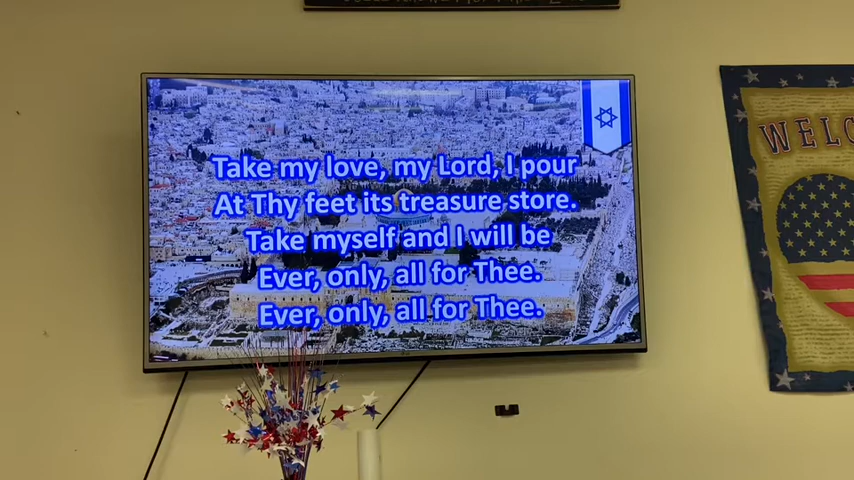 Take my love, my Lord, I pour
At Thy feet its treasure store.
Take myself and I will be
Ever, only, all for Thee.
Ever, only, all for Thee.
WELC